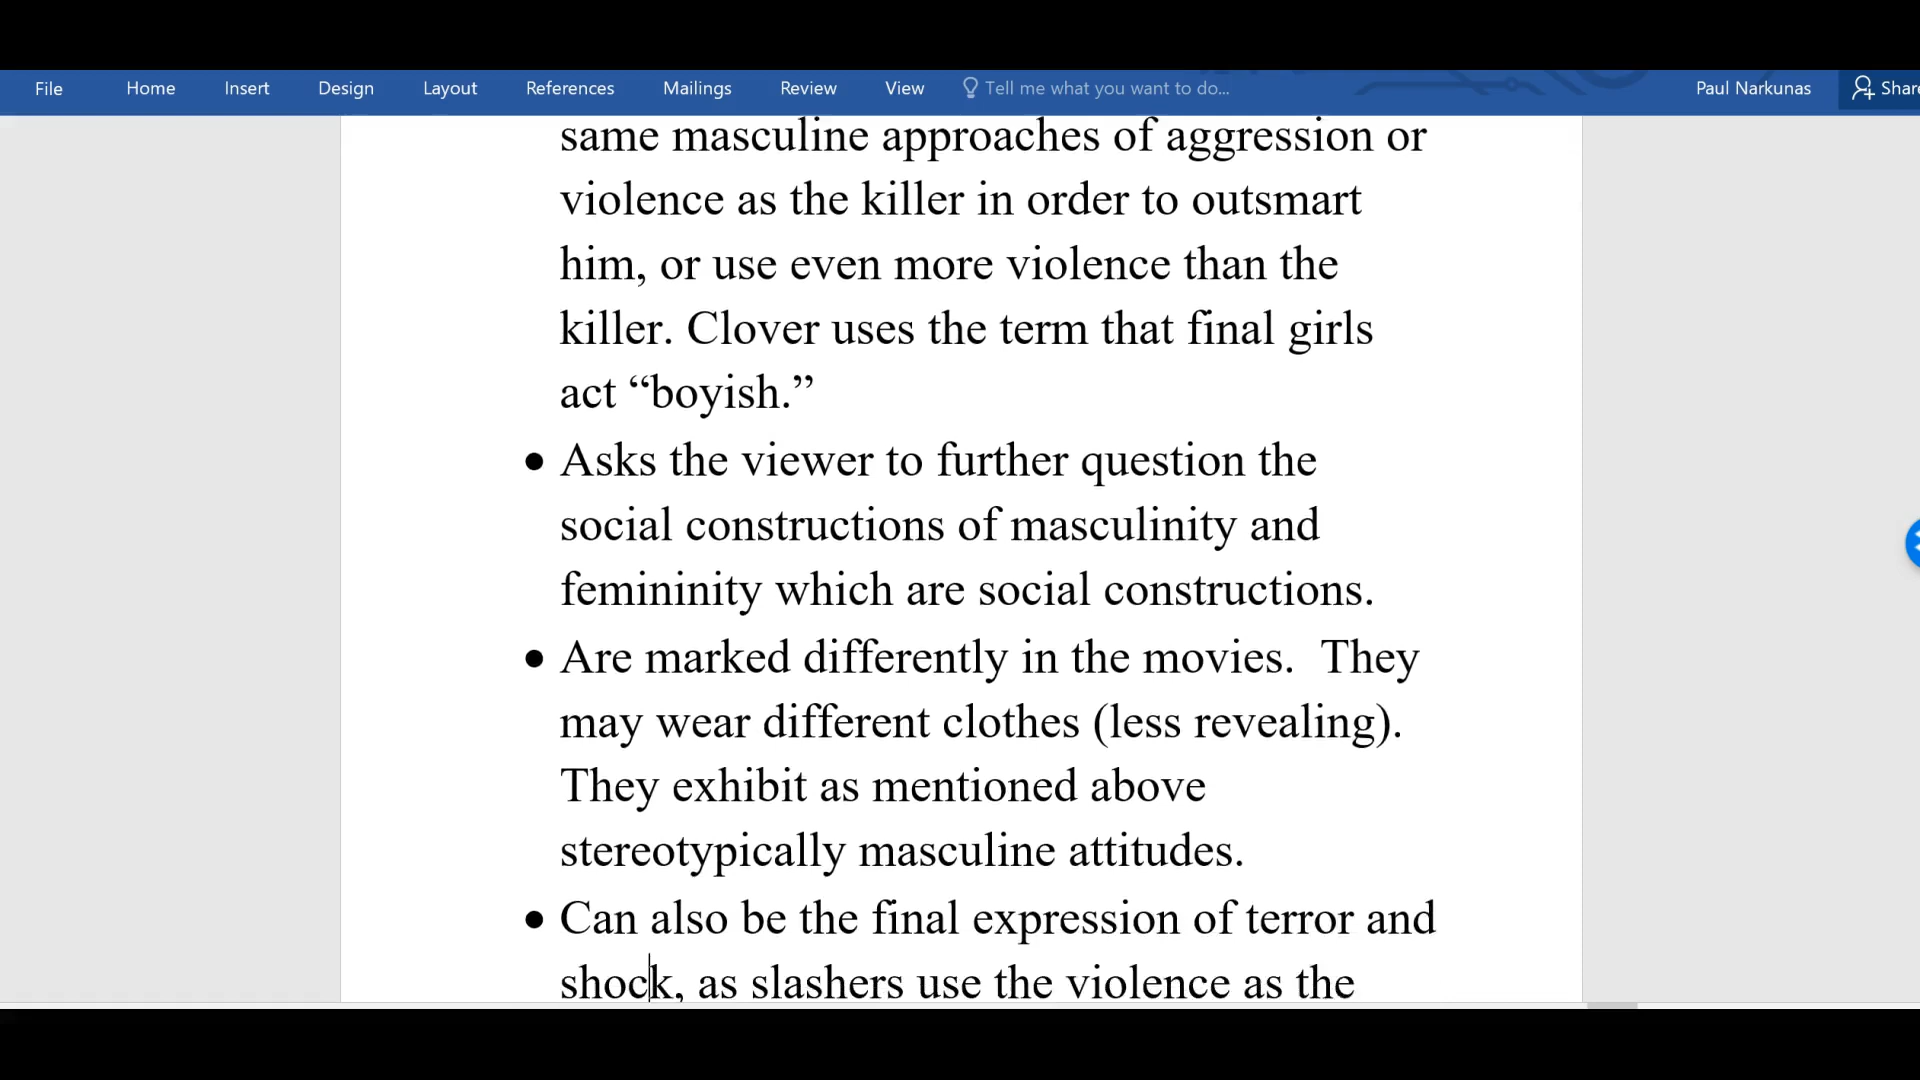 File Home Insert Design Layout References Mailings Review View Tell me what you want to do... Paul Narkunas Share
same masculine approaches of aggression or
violence as the killer in order to outsmart
him, or use even more violence than the
killer. Clover uses the term that final girls
act “boyish.”
• Asks the viewer to further question the
social constructions of masculinity and
femininity which are social constructions.
• Are marked differently in the movies.  They
may wear different clothes (less revealing).
They exhibit as mentioned above
stereotypically masculine attitudes.
• Can also be the final expression of terror and
shock, as slashers use the violence as the